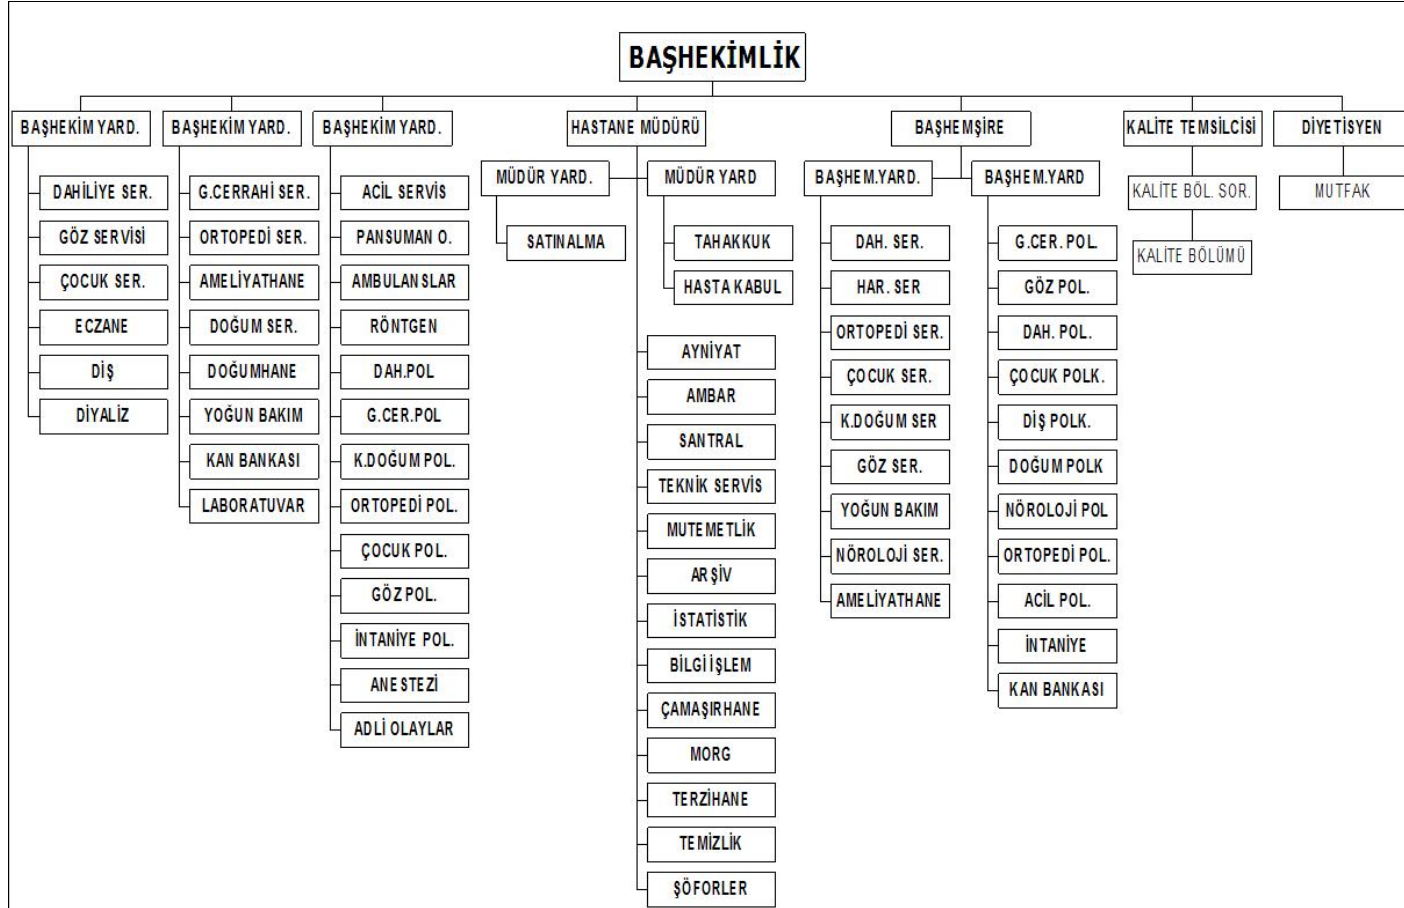 BAŞHEKİMLİK
BAŞHEKİM YARD.
DAHİLİYE SER.
GÖZ SERVİSİ
ÇOCUK SER.
ECZANE
DİŞ
DİYALİZ
BAŞHEKİM YARD.
G.CERRAHİ SER.
ORTOPEDİ SER.
AMELİYATHANE
DOĞUM SER.
DOĞUMHANE
YOĞUN BAKIM
KAN BANKASI
LABORATUVAR
BAŞHEKİM YARD.
ACİL SERVİS
PANSUMAN O.
AMBULANSLAR
RÖNTGEN
DAH.POL
G.CER.POL
K.DOĞUM POL.
ORTOPEDİ POL.
ÇOCUK POL.
GÖZ POL.
İNTANİYE POL.
ANESTEZİ
ADLİ OLAYLAR
HASTANE MÜDÜRÜ
MÜDÜR YARD.
SATINALMA
MÜDÜR YARD
TAHAKKUK
HASTA KABUL
AYNİYAT
AMBAR
SANTRAL
TEKNİK SERVİS
MUTEMETLİK
ARŞİV
İSTATİSTİK
BİLGİ İŞLEM
ÇAMAŞIRHANE
MORG
TERZİHANE
TEMİZLİK
ŞÖFORLER
BAŞHEMŞİRE
BAŞHEM.YARD.
DAH. SER.
HAR. SER
ORTOPEDİ SER.
ÇOCUK SER.
K.DOĞUM SER
GÖZ SER.
YOĞUN BAKIM
NÖROLOJİ SER.
AMELİYATHANE
BAŞHEM.YARD
G.CER. POL.
GÖZ POL.
DAH. POL.
ÇOCUK POLK.
DİŞ POLK.
DOĞUM POLK
NÖROLOJİ POL
ORTOPEDİ POL.
ACİL POL.
İNTANİYE
KAN BANKASI
KALİTE TEMSİLCİSİ
KALİTE BÖL. SOR.
KALİTE BÖLÜMÜ
DİYETİSYEN
MUTFAK